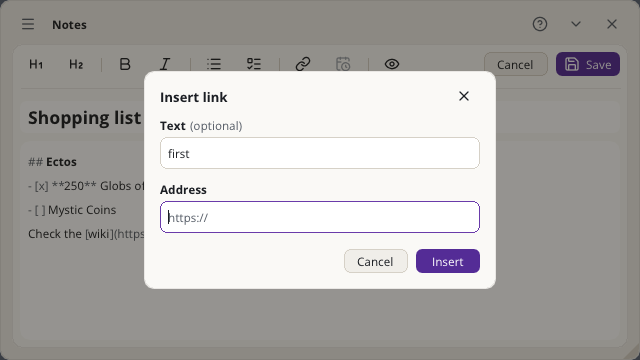 Notes
H1 H2 B I Cancel Save
Shopping list
## Ectos
- [x] **250** Globs of
- [ ] Mystic Coins
Check the [wiki](https
Insert link
Text (optional)
first
Address
https://
Cancel Insert